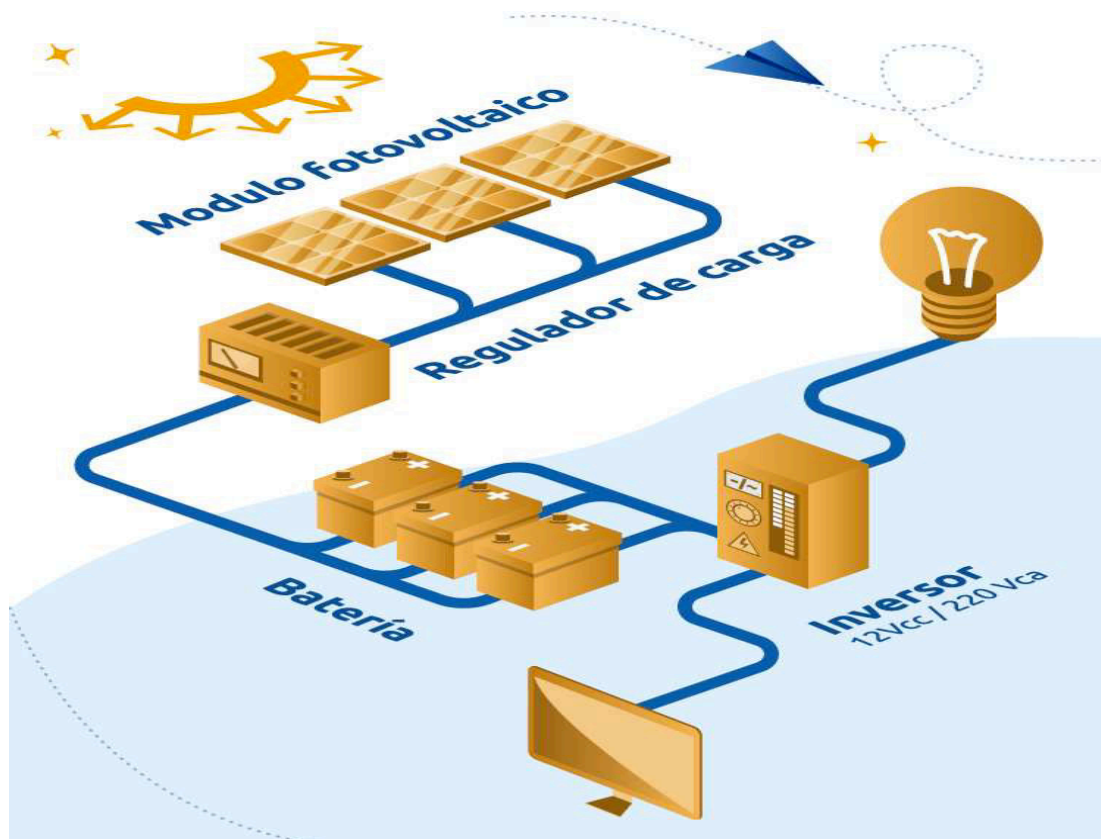 Modulo fotovoltaico
Regulador de carga
+
-
+
-
+
-
-/~
Batería
Inversor
12Vcc / 220 Vca